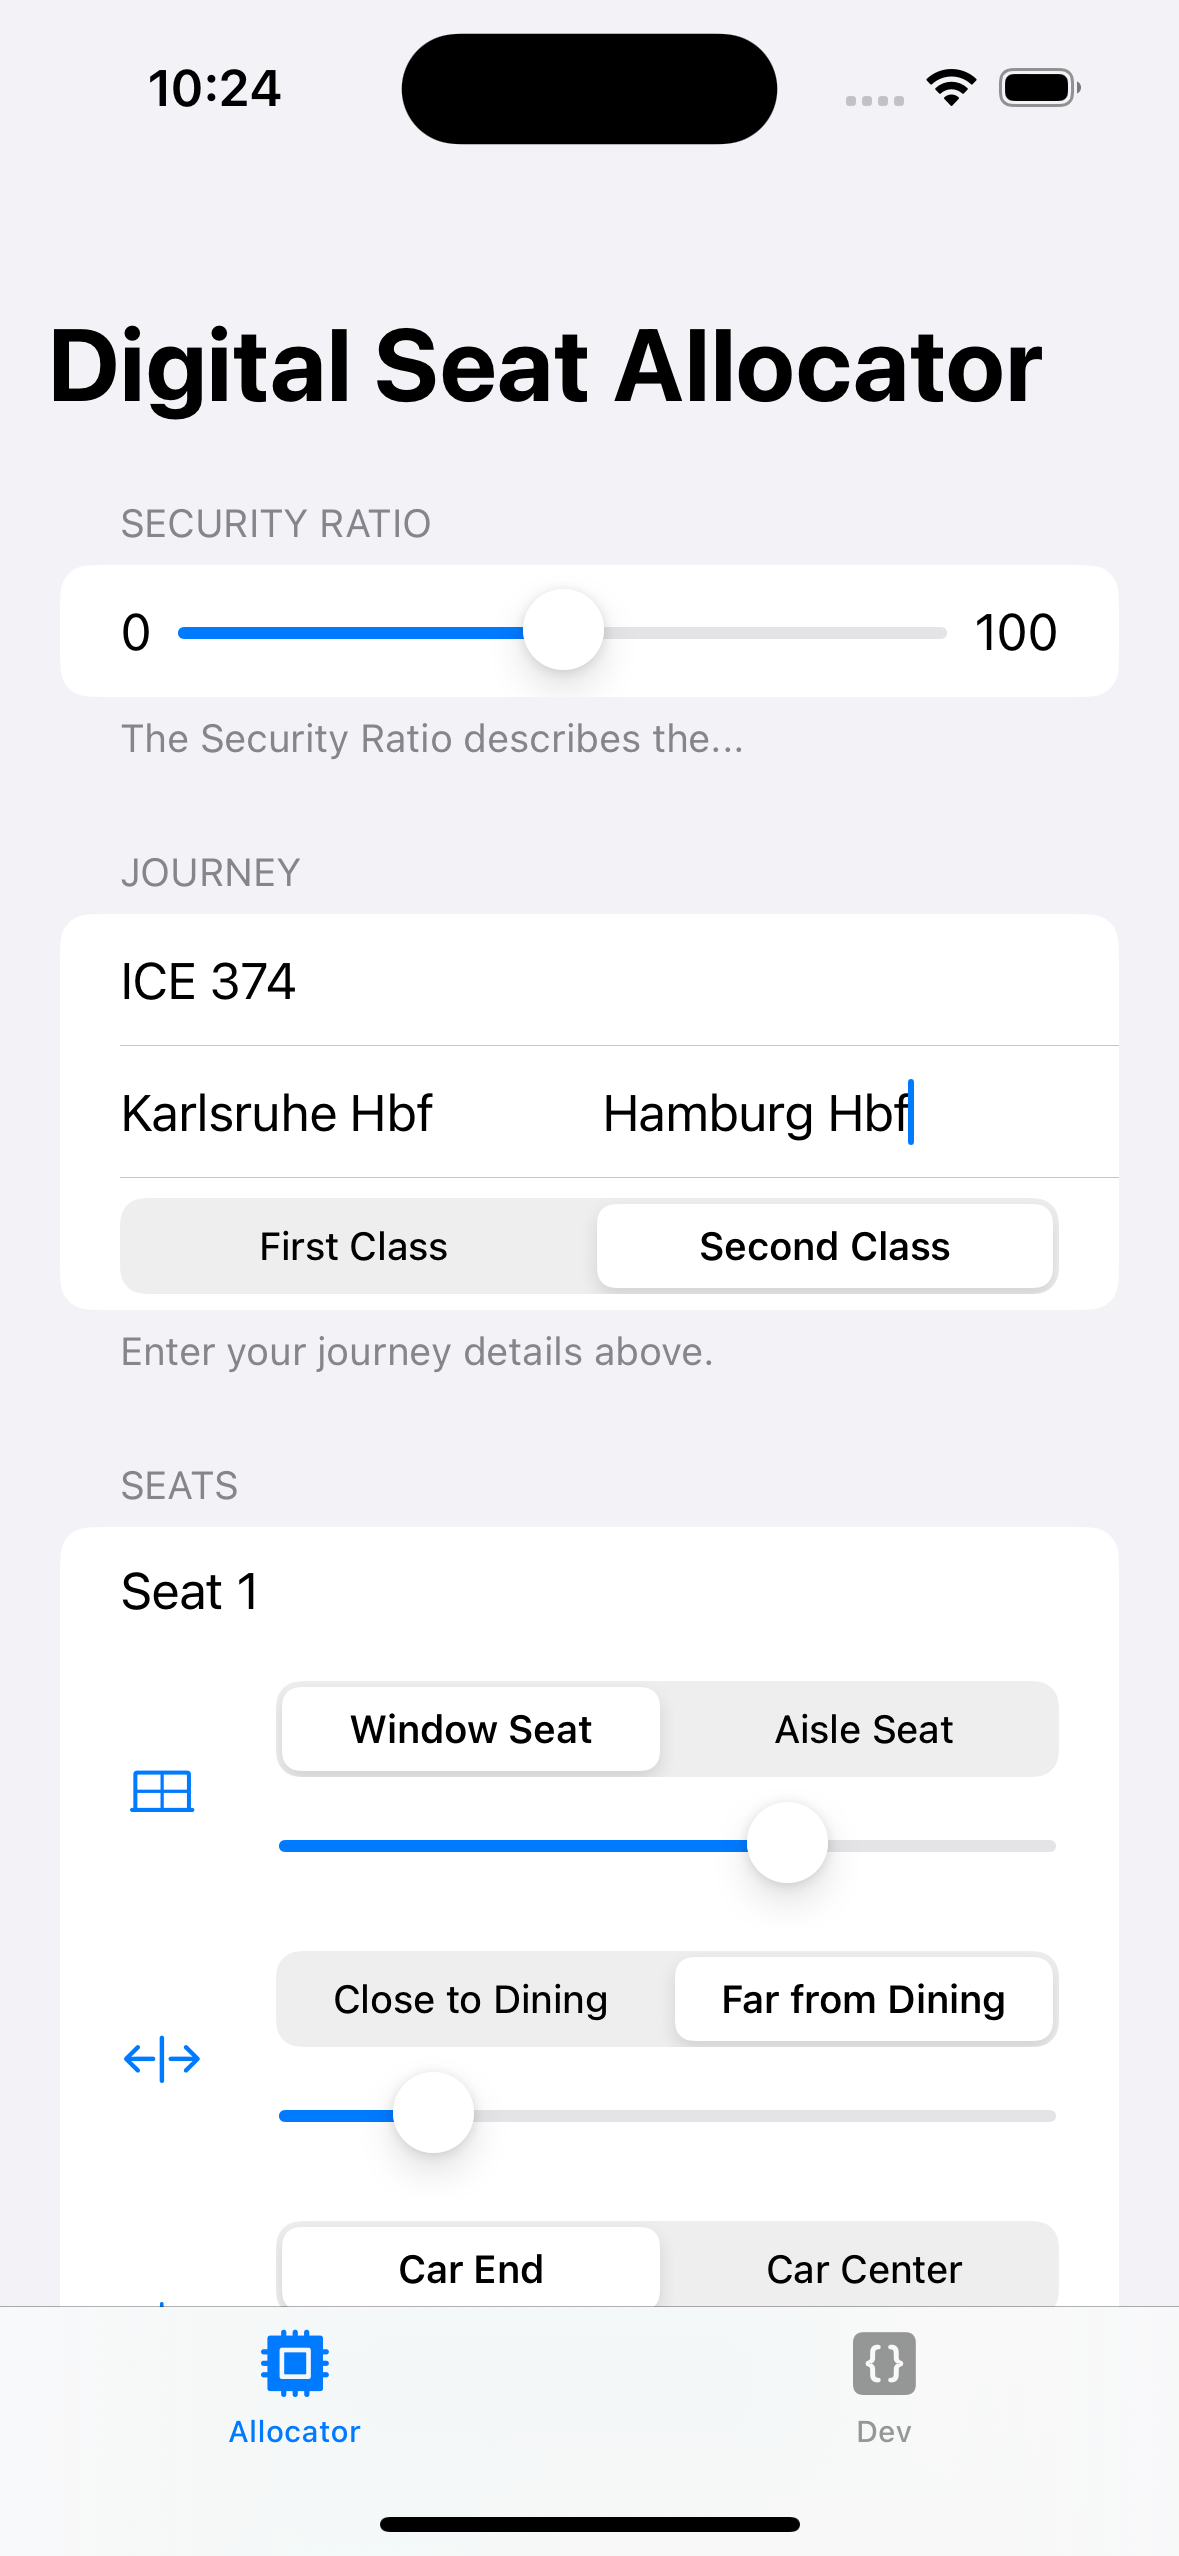 10:24
Digital Seat Allocator
SECURITY RATIO
0 100
The Security Ratio describes the...
JOURNEY
ICE 374
Karlsruhe Hbf Hamburg Hbf
First Class Second Class
Enter your journey details above.
SEATS
Seat 1
Window Seat Aisle Seat
Close to Dining Far from Dining
Car End Car Center
Allocator Dev